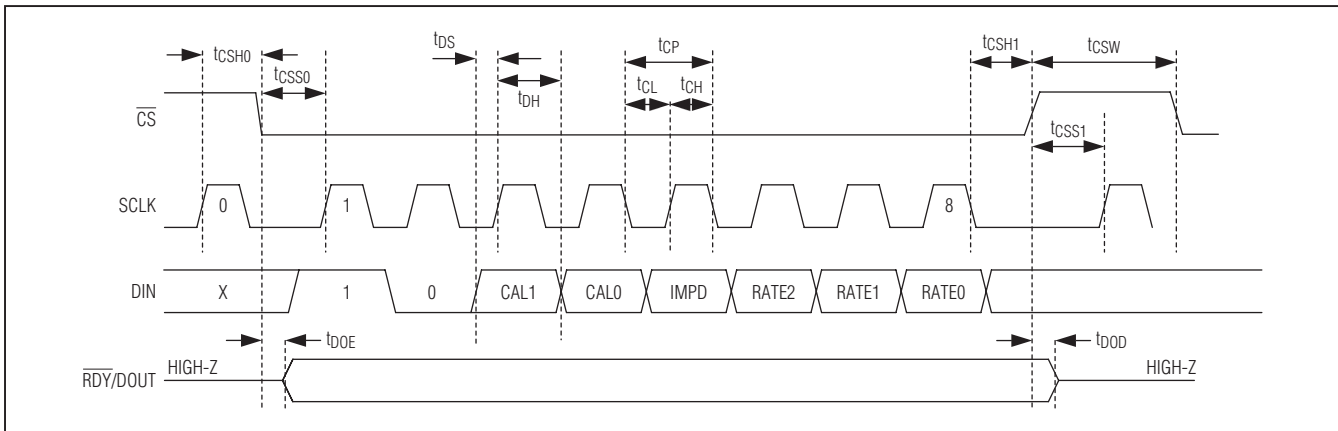 tCSH0
tCSS0
tDS
tDH
tCP
tCL
tCH
tCSH1
tCSW
tCSS1
CS
SCLK
0
1
8
DIN
X
1
0
CAL1
CAL0
IMPD
RATE2
RATE1
RATE0
tDOE
tDOD
RDY/DOUT
HIGH-Z
HIGH-Z